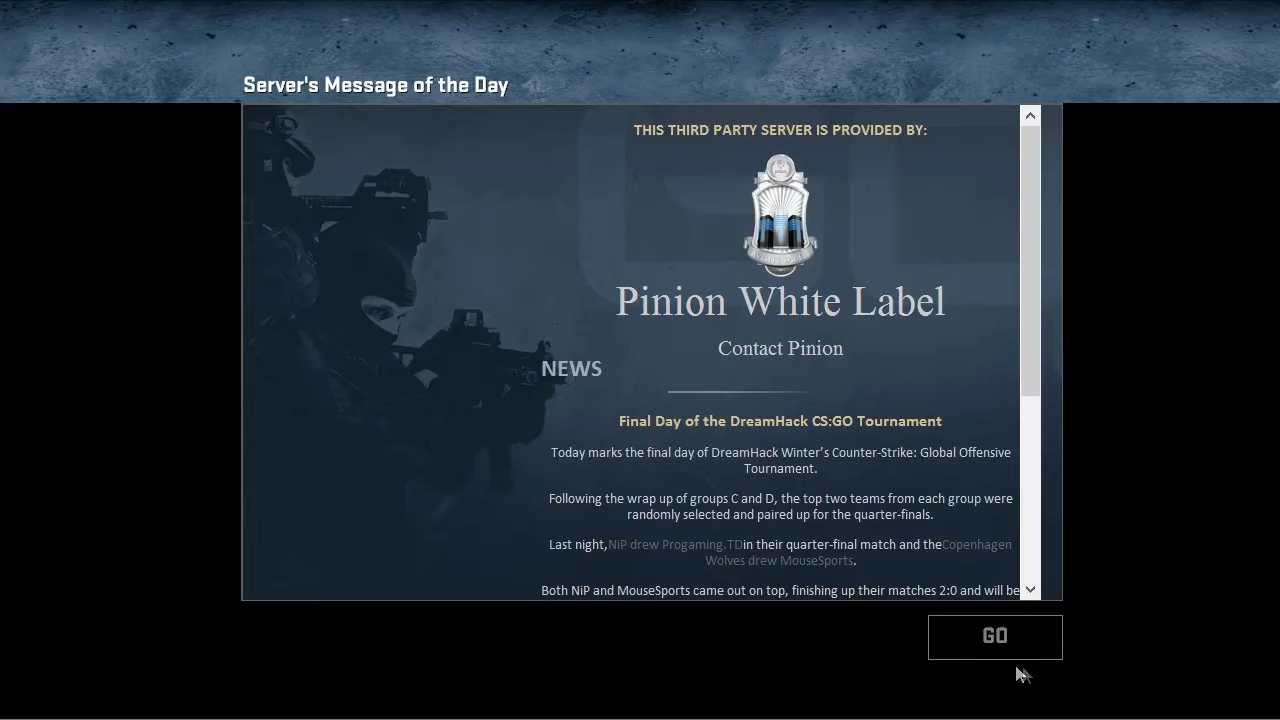 Server's Message of the Day
THIS THIRD PARTY SERVER IS PROVIDED BY:
WHITE LABEL
Pinion White Label
Contact Pinion
NEWS
Final Day of the DreamHack CS:GO Tournament
Today marks the final day of DreamHack Winter’s Counter-Strike: Global Offensive
Tournament.
Following the wrap up of groups C and D, the top two teams from each group were
randomly selected and paired up for the quarter-finals.
Last night,NiP drew Progaming.TDin their quarter-final match and theCopenhagen
Wolves drew MouseSports.
Both NiP and MouseSports came out on top, finishing up their matches 2:0 and will be
GO